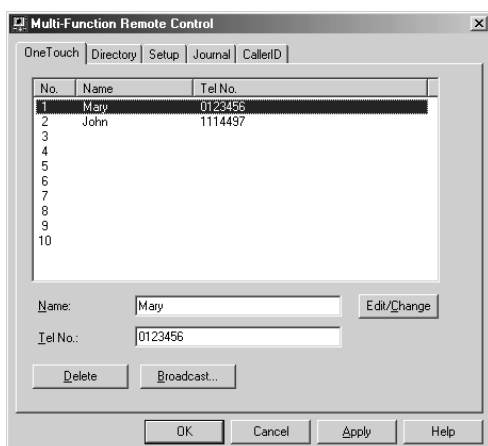 Multi-Function Remote Control
OneTouch Directory Setup Journal CallerID
No. Name Tel No.
1 Mary 0123456
2 John 1114497
3
4
5
6
7
8
9
10
Name: Mary Edit/Change
Tel No.: 0123456
Delete Broadcast...
OK Cancel Apply Help